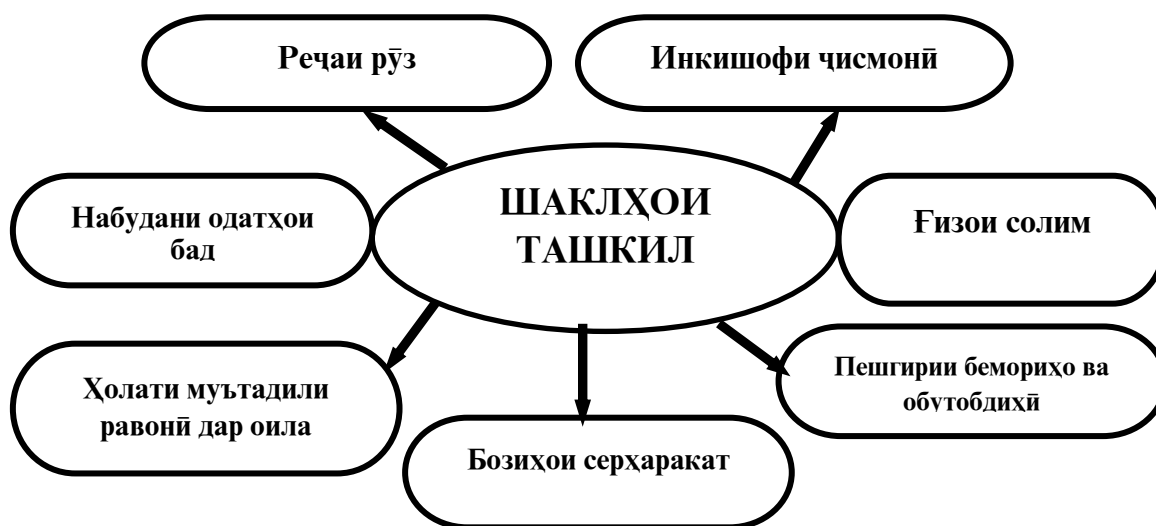 Реҷаи рӯз
Инкишофи ҷисмонӣ
ШАКЛҲОИ
ТАШКИЛ
Набудани одатҳои
бад
Ғизои солим
Ҳолати муътадили
равонӣ дар оила
Бозиҳои серҳаракат
Пешгирии бемориҳо ва
обутобдиҳӣ